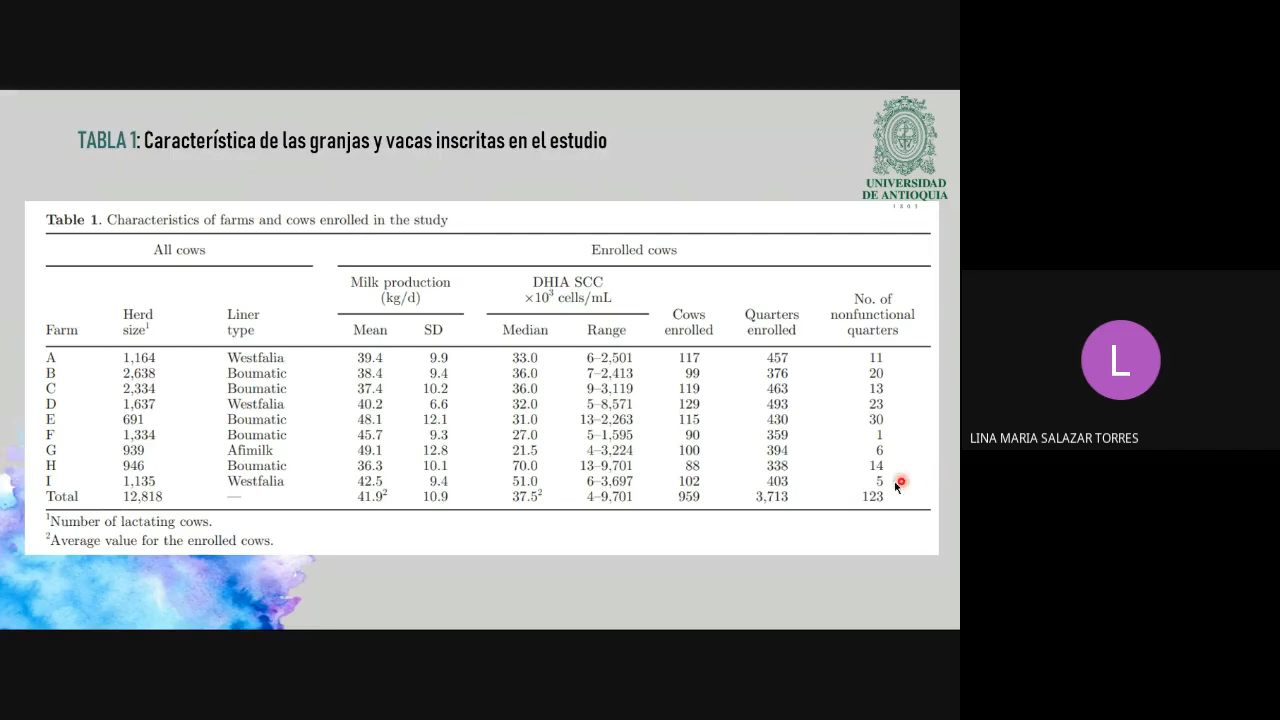 TABLA 1: Característica de las granjas y vacas inscritas en el estudio
UNIVERSIDAD
DE ANTIOQUIA
1803
Table 1. Characteristics of farms and cows enrolled in the study
All cows Enrolled cows
Milk production (kg/d) DHIA SCC ×10³ cells/mL
Farm Herd size¹ Liner type Mean SD Median Range Cows enrolled Quarters enrolled No. of nonfunctional quarters
A 1,164 Westfalia 39.4 9.9 33.0 6–2,501 117 457 11
B 2,638 Boumatic 38.4 9.4 36.0 7–2,413 99 376 20
C 2,334 Boumatic 37.4 10.2 36.0 9–3,119 119 463 13
D 1,637 Westfalia 40.2 6.6 32.0 5–8,571 129 493 23
E 691 Boumatic 48.1 12.1 31.0 13–2,263 115 430 30
F 1,334 Boumatic 45.7 9.3 27.0 5–1,595 90 359 1
G 939 Afimilk 49.1 12.8 21.5 4–3,224 100 394 6
H 946 Boumatic 36.3 10.1 70.0 13–9,701 88 338 14
I 1,135 Westfalia 42.5 9.4 51.0 6–3,697 102 403 5
Total 12,818 — 41.9² 10.9 37.5² 4–9,701 959 3,713 123
¹Number of lactating cows.
²Average value for the enrolled cows.
L
LINA MARIA SALAZAR TORRES